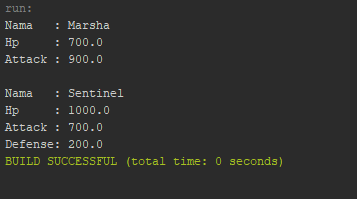 run:
Nama   : Marsha
Hp     : 700.0
Attack : 900.0

Nama   : Sentinel
Hp     : 1000.0
Attack : 700.0
Defense: 200.0
BUILD SUCCESSFUL (total time: 0 seconds)